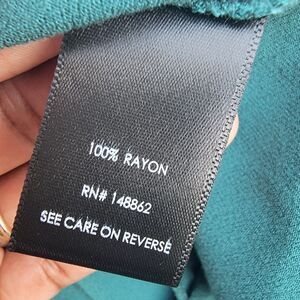 100% RAYON
RN# 148862
SEE CARE ON REVERSE